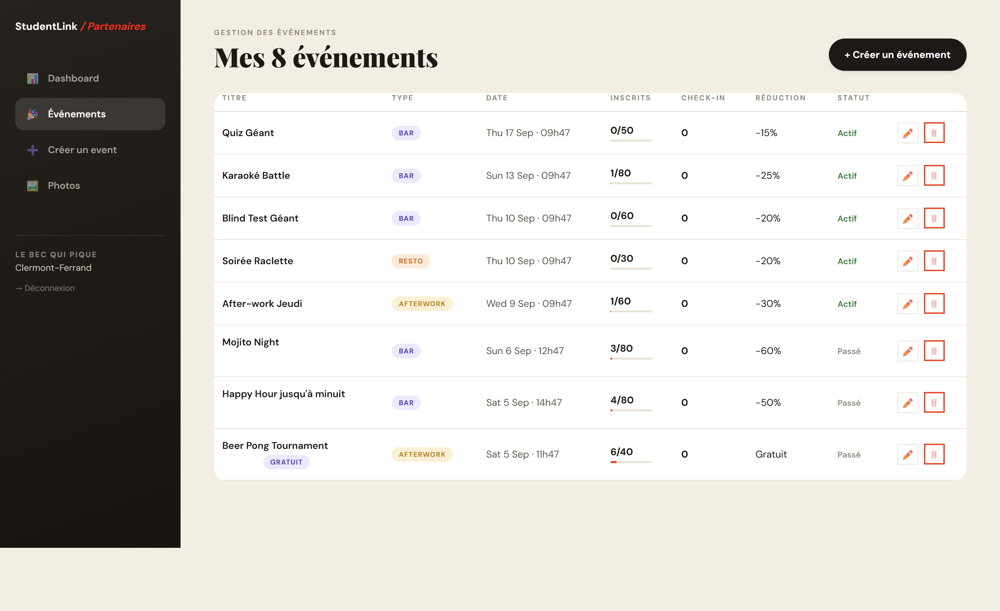 StudentLink / Partenaires
Dashboard
Événements
Créer un event
Photos
LE BEC QUI PIQUE
Clermont-Ferrand
→ Déconnexion
GESTION DES ÉVÉNEMENTS
Mes 8 événements
+ Créer un événement
TITRE TYPE DATE INSCRITS CHECK-IN RÉDUCTION STATUT
Quiz Géant BAR Thu 17 Sep · 09h47 0/50 0 -15% Actif
Karaoké Battle BAR Sun 13 Sep · 09h47 1/80 0 -25% Actif
Blind Test Géant BAR Thu 10 Sep · 09h47 0/60 0 -20% Actif
Soirée Raclette RESTO Thu 10 Sep · 09h47 0/30 0 -20% Actif
After-work Jeudi AFTERWORK Wed 9 Sep · 09h47 1/60 0 -30% Actif
Mojito Night BAR Sun 6 Sep · 12h47 3/80 0 -60% Passé
Happy Hour jusqu'à minuit BAR Sat 5 Sep · 14h47 4/80 0 -50% Passé
Beer Pong Tournament AFTERWORK Sat 5 Sep · 11h47 6/40 0 Gratuit Passé
GRATUIT